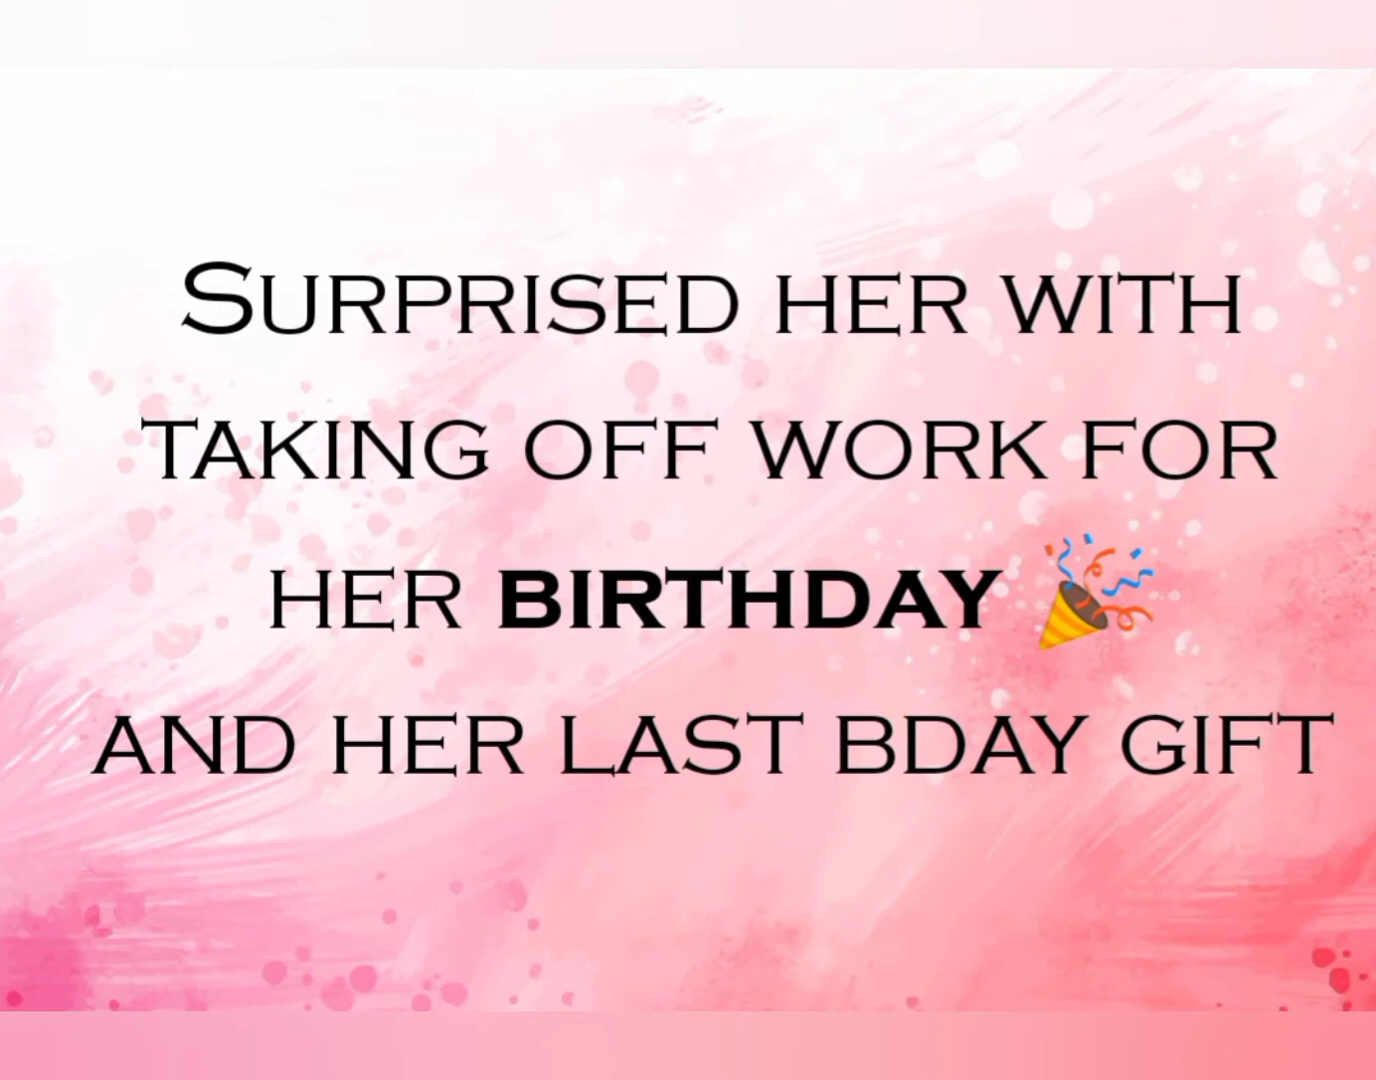 Surprised her with
taking off work for
her BIRTHDAY 🎉
and her last bday gift